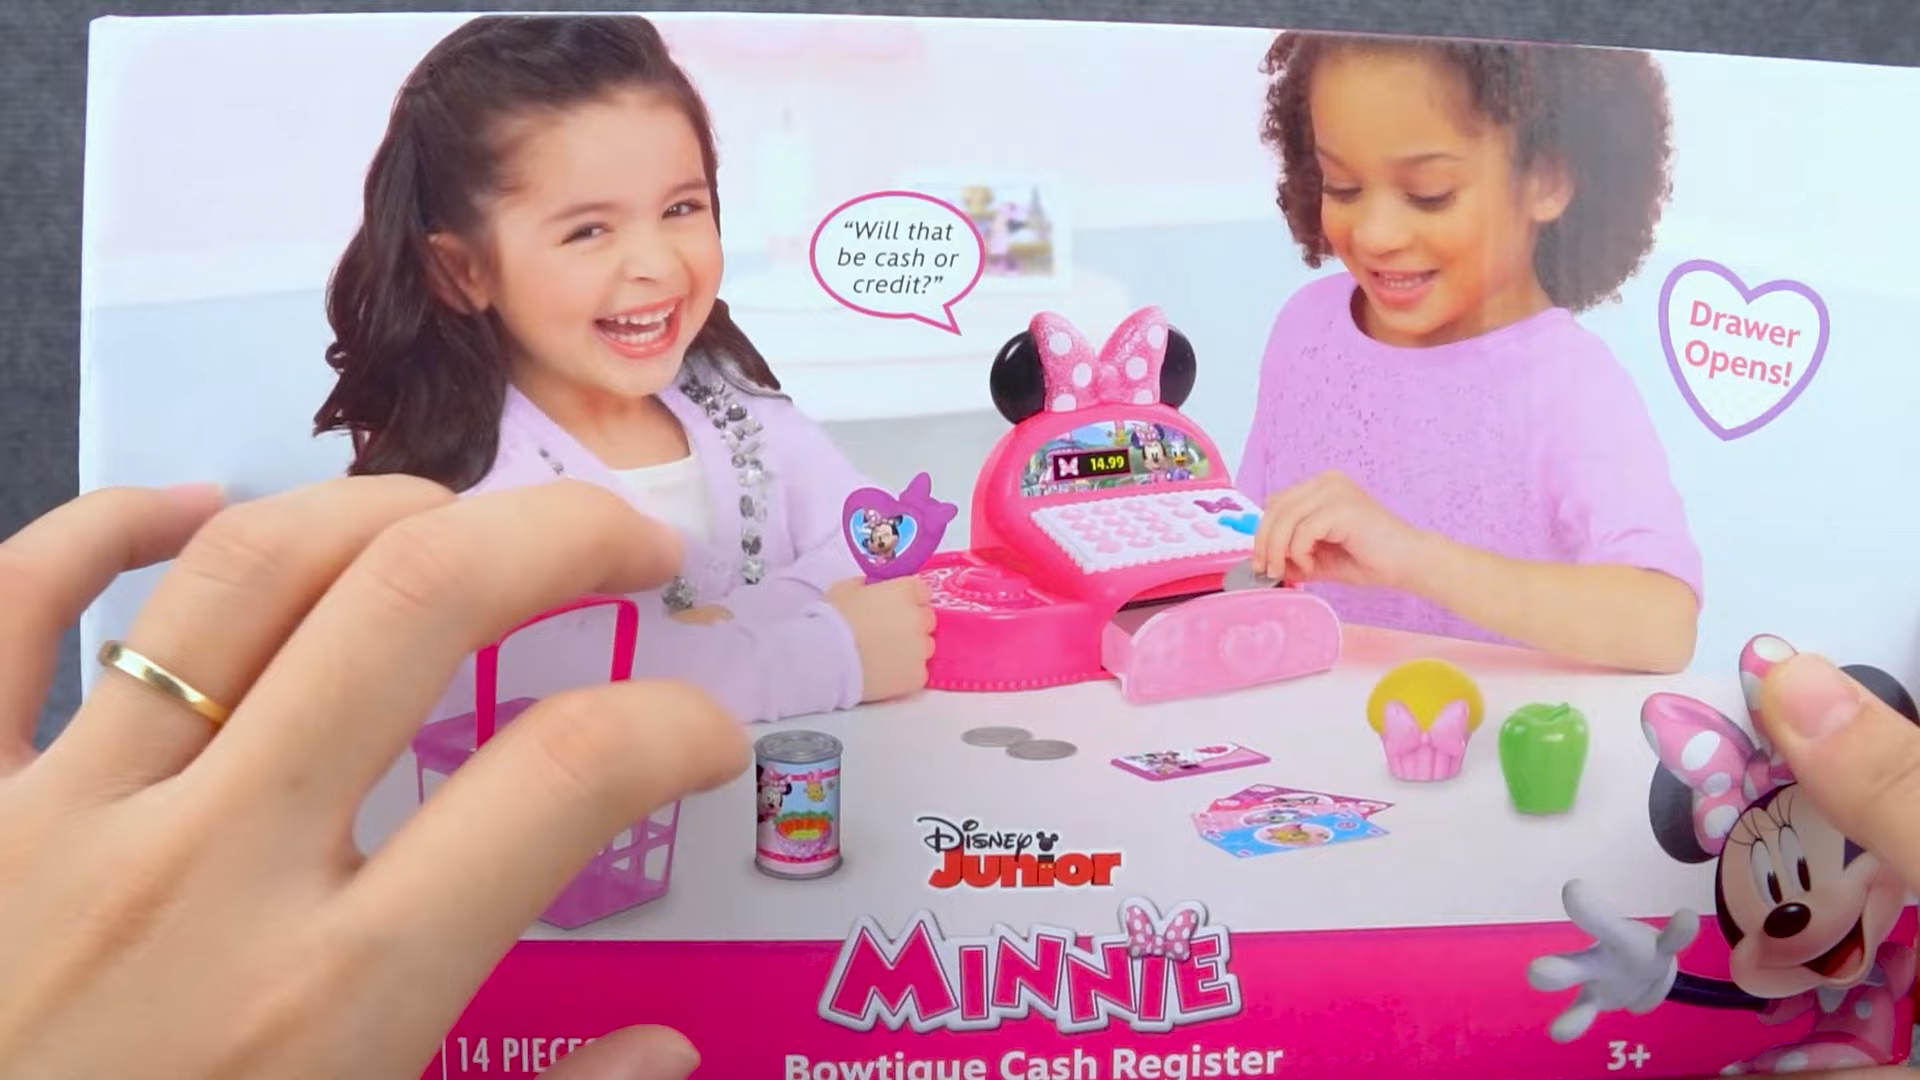 “Will that
be cash or
credit?”
Drawer
Opens!
14.99
Disney
Junior
MINNIE
14 PIECES
Bowtique Cash Register
3+